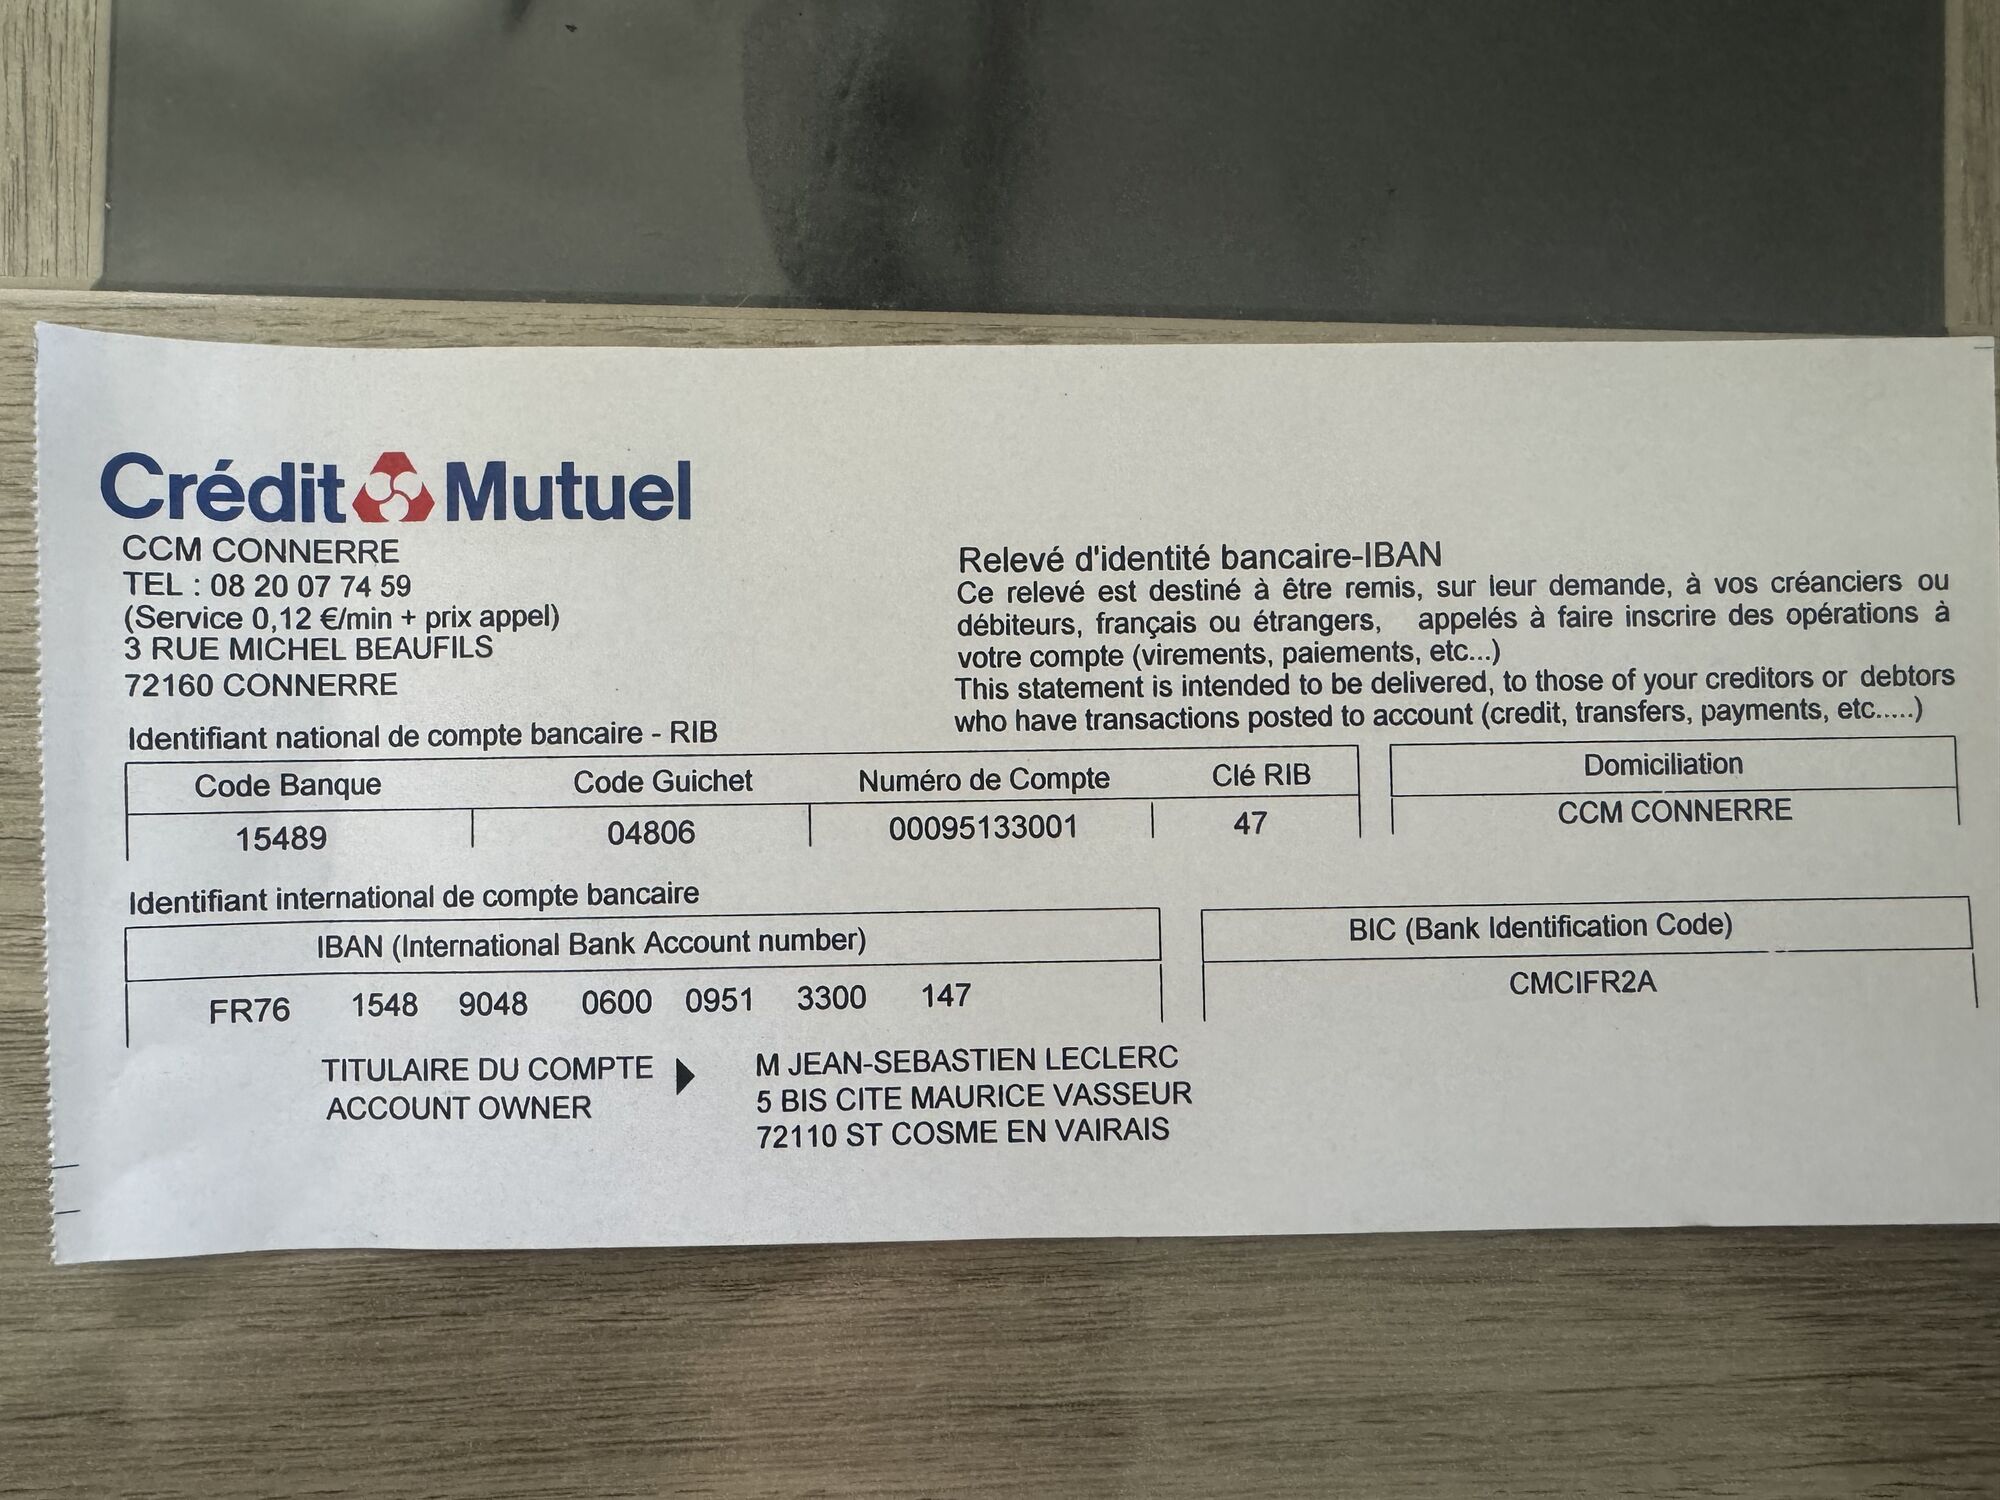 Crédit Mutuel
CCM CONNERRE
TEL : 08 20 07 74 59
(Service 0,12 €/min + prix appel)
3 RUE MICHEL BEAUFILS
72160 CONNERRE
Relevé d'identité bancaire-IBAN
Ce relevé est destiné à être remis, sur leur demande, à vos créanciers ou
débiteurs, français ou étrangers, appelés à faire inscrire des opérations à
votre compte (virements, paiements, etc...)
This statement is intended to be delivered, to those of your creditors or debtors
who have transactions posted to account (credit, transfers, payments, etc.....)
Identifiant national de compte bancaire - RIB
Code Banque Code Guichet Numéro de Compte Clé RIB Domiciliation
15489 04806 00095133001 47 CCM CONNERRE
Identifiant international de compte bancaire
IBAN (International Bank Account number) BIC (Bank Identification Code)
FR76 1548 9048 0600 0951 3300 147 CMCIFR2A
TITULAIRE DU COMPTE M JEAN-SEBASTIEN LECLERC
ACCOUNT OWNER 5 BIS CITE MAURICE VASSEUR
72110 ST COSME EN VAIRAIS